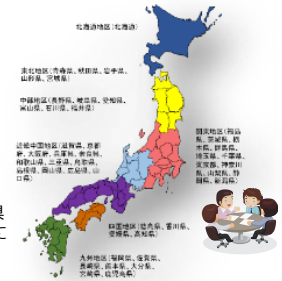 北海道地区(北海道)
東北地区(青森県、秋田県、岩手県、
山形県、宮城県)
中部地区(長野県、岐阜県、愛知県、
富山県、石川県、福井県)
関東地区(福島
県、茨城県、栃
木県、群馬県、
埼玉県、千葉県、
東京都、神奈川
県、山梨県、静
岡県、新潟県)
近畿中国地区(滋賀県、京都
府、大阪府、兵庫県、奈良県、
和歌山県、三重県、鳥取県、
島根県、岡山県、広島県、山
口県)
県
に
四国地区(徳島県、香川県、
愛媛県、高知県)
九州地区(福岡県、佐賀県、
長崎県、熊本県、大分県、
宮崎県、鹿児島県)